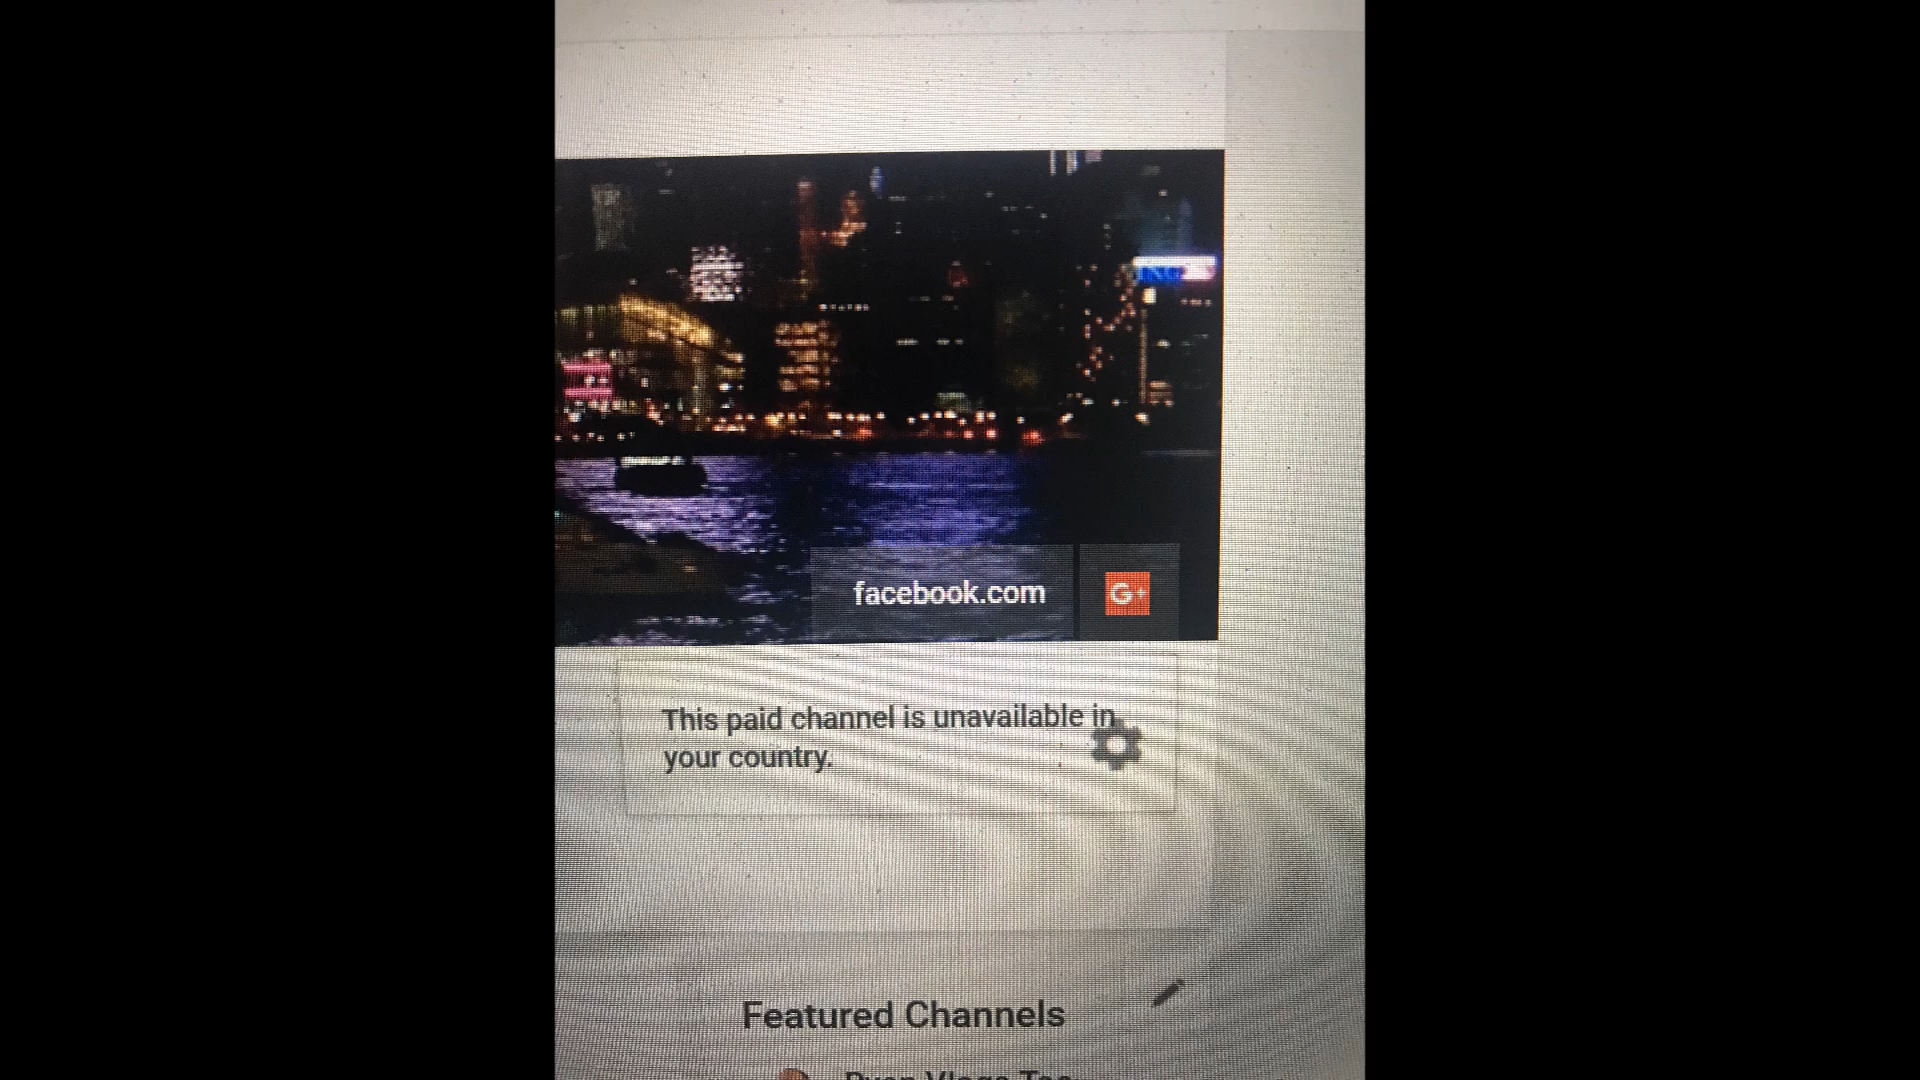 facebook.com
G+
This paid channel is unavailable in
your country.
Featured Channels